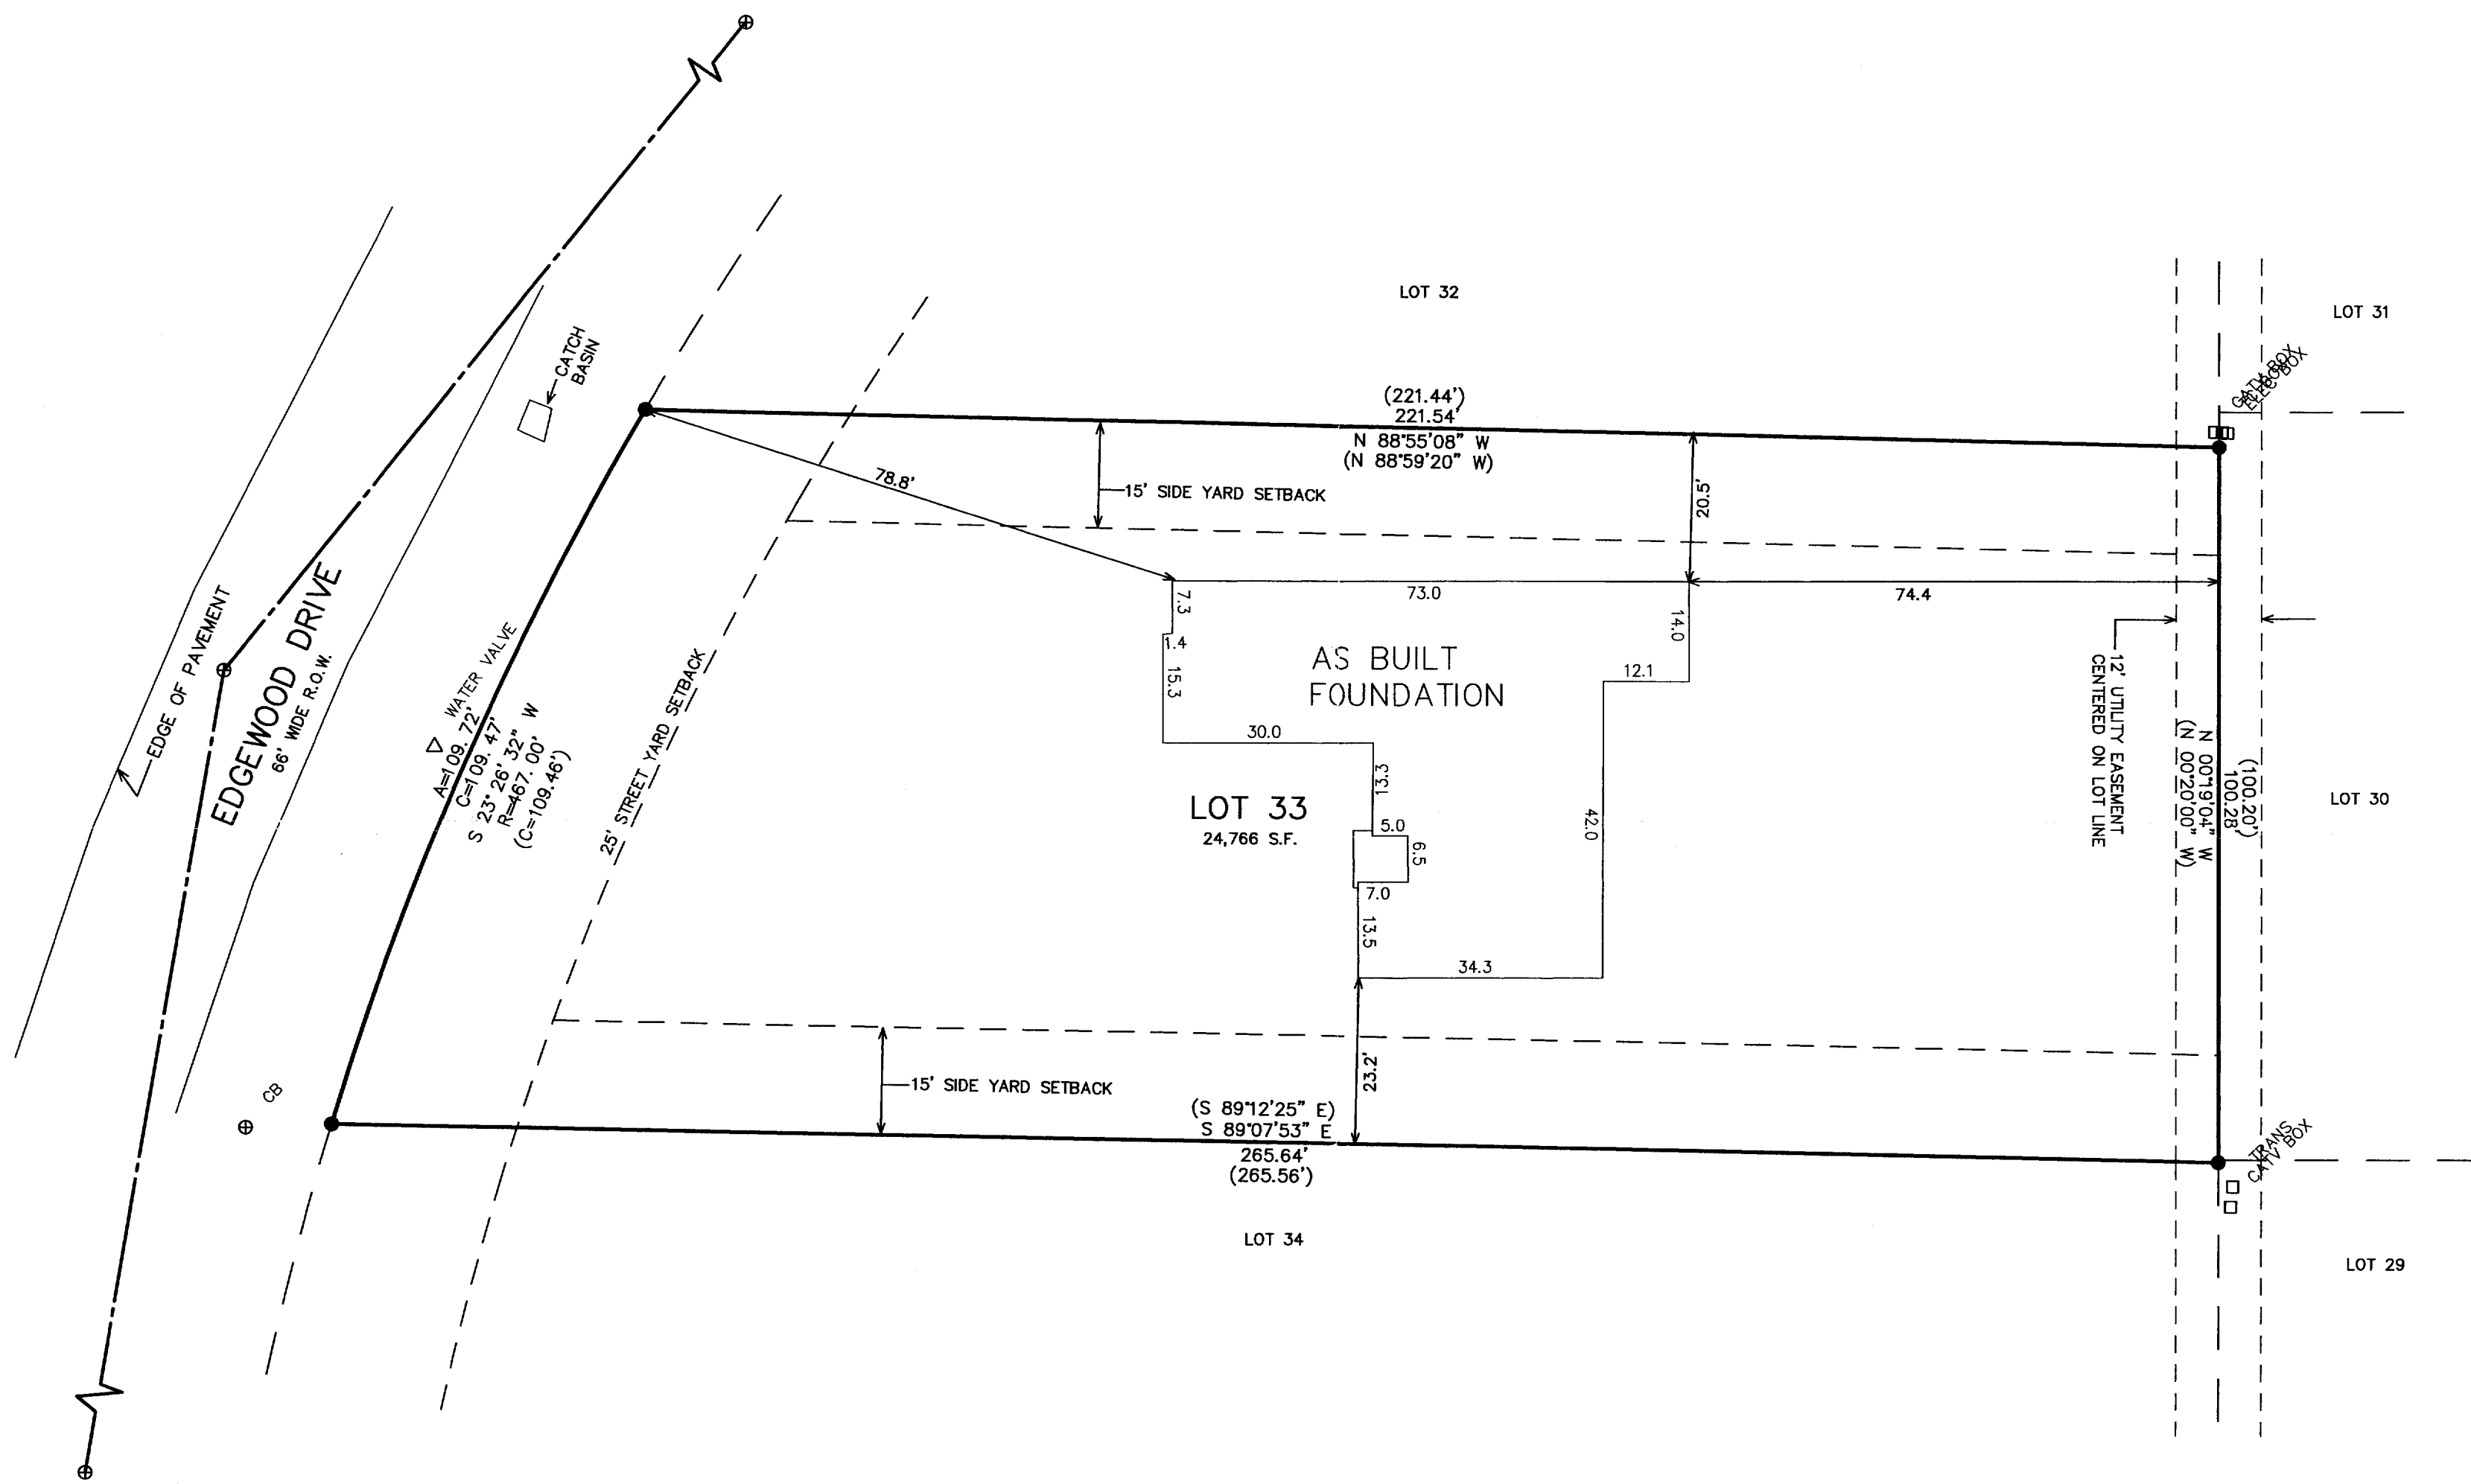 LOT 32
LOT 31
CATCH
BASIN
CATV BOX
ELEC BOX
(221.44')
221.54'
N 88°55'08" W
(N 88°59'20" W)
78.8'
15' SIDE YARD SETBACK
20.5'
73.0
74.4
7.3
1.4
15.3
14.0
12.1
AS BUILT
FOUNDATION
30.0
13.3
5.0
6.5
7.0
13.5
42.0
34.3
LOT 33
24,766 S.F.
EDGE OF PAVEMENT
EDGEWOOD DRIVE
66' WIDE R.O.W.
WATER VALVE
A=109.72'
C=109.47'
S 23°26'32" W
R=467.00'
(C=109.46')
25' STREET YARD SETBACK
12' UTILITY EASEMENT
CENTERED ON LOT LINE
(100.20')
100.28'
N 00°19'04" W
(N 00°20'00" W)
LOT 30
CB
15' SIDE YARD SETBACK
23.2'
(S 89°12'25" E)
S 89°07'53" E
265.64'
(265.56')
TRANS
CATV BOX
LOT 34
LOT 29